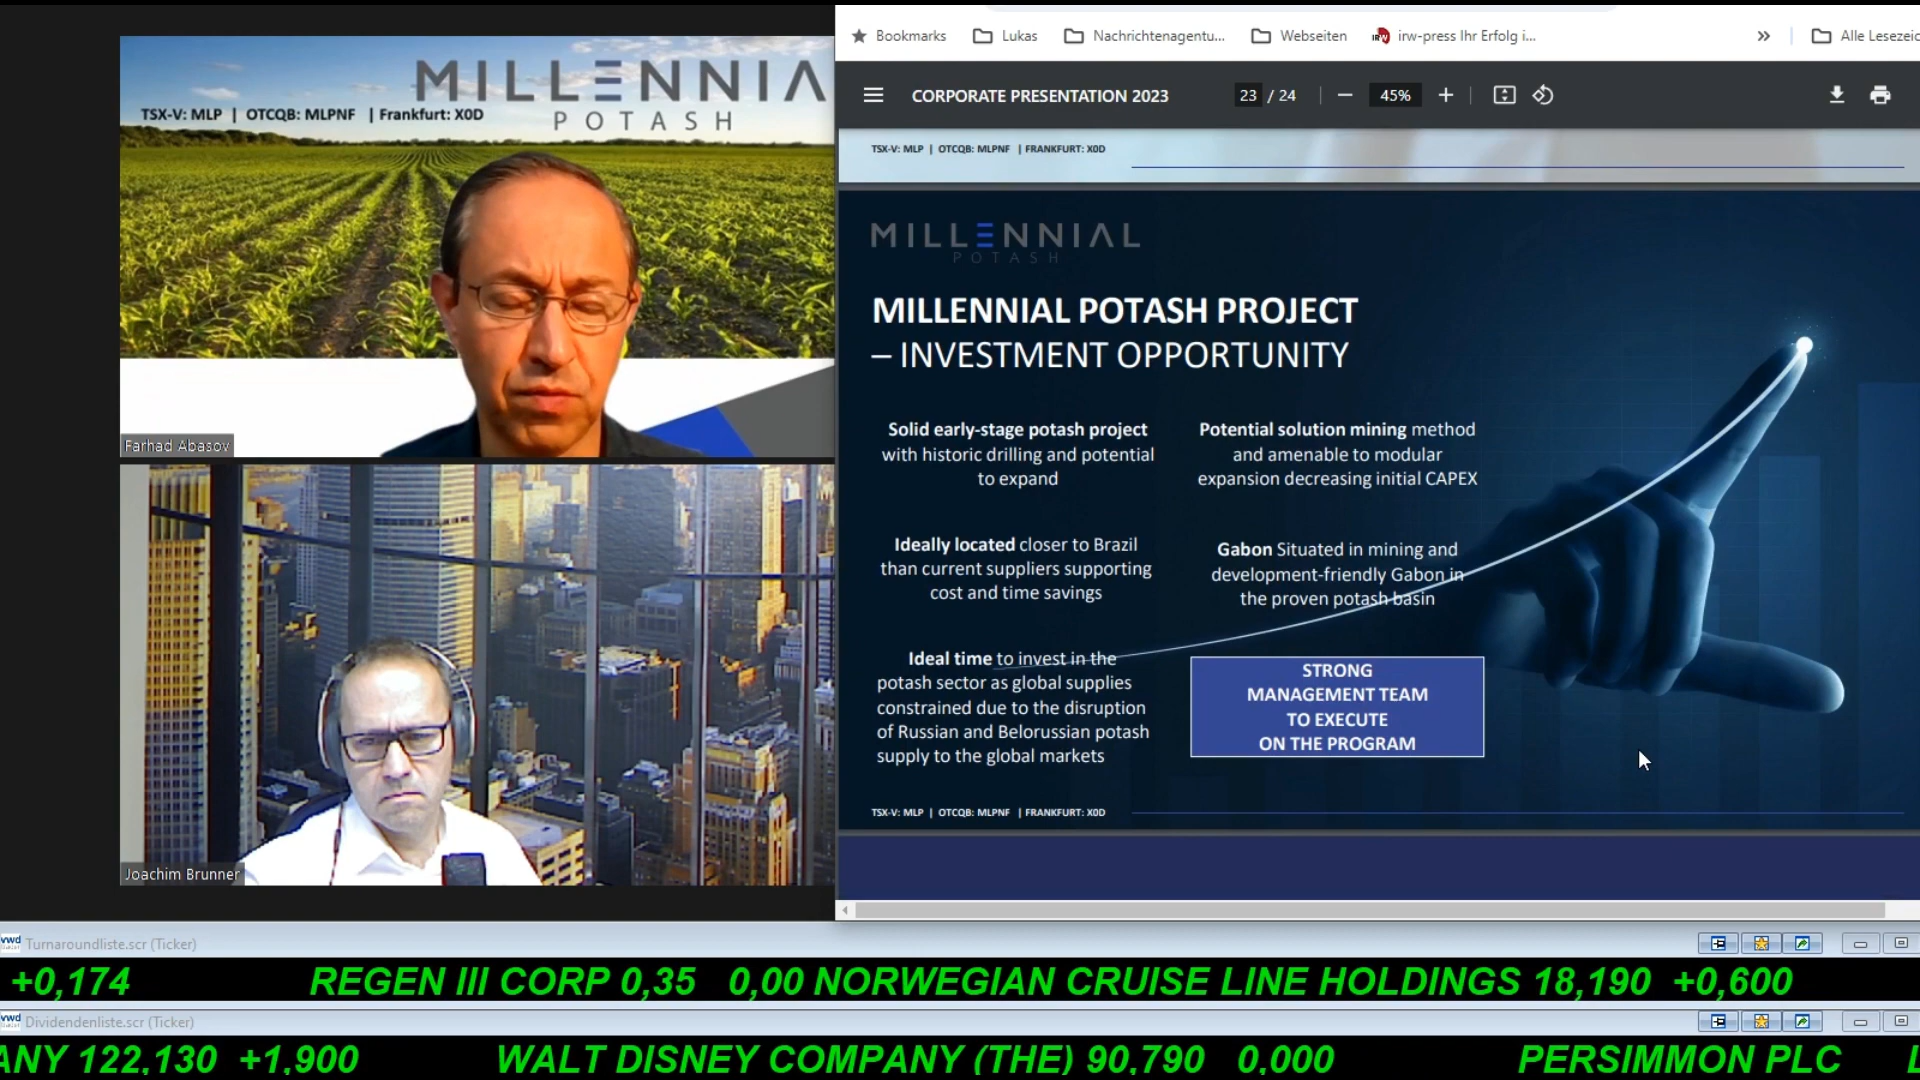 MILLENNIA
POTASH
TSX-V: MLP | OTCQB: MLPNF | Frankfurt: X0D
Farhad Abasov
Joachim Brunner
Bookmarks Lukas Nachrichtenagentu... Webseiten irw-press Ihr Erfolg i... » Alle Lesezeic
CORPORATE PRESENTATION 2023 23 / 24 45%
TSX-V: MLP | OTCQB: MLPNF | FRANKFURT: X0D
MILLENNIAL
POTASH
MILLENNIAL POTASH PROJECT
– INVESTMENT OPPORTUNITY
Solid early-stage potash project
with historic drilling and potential
to expand
Potential solution mining method
and amenable to modular
expansion decreasing initial CAPEX
Ideally located closer to Brazil
than current suppliers supporting
cost and time savings
Gabon Situated in mining and
development-friendly Gabon in
the proven potash basin
Ideal time to invest in the
potash sector as global supplies
constrained due to the disruption
of Russian and Belorussian potash
supply to the global markets
STRONG
MANAGEMENT TEAM
TO EXECUTE
ON THE PROGRAM
TSX-V: MLP | OTCQB: MLPNF | FRANKFURT: X0D
vwd Turnaroundliste.scr (Ticker)
+0,174 REGEN III CORP 0,35 0,00 NORWEGIAN CRUISE LINE HOLDINGS 18,190 +0,600
vwd Dividendenliste.scr (Ticker)
ANY 122,130 +1,900 WALT DISNEY COMPANY (THE) 90,790 0,000 PERSIMMON PLC L